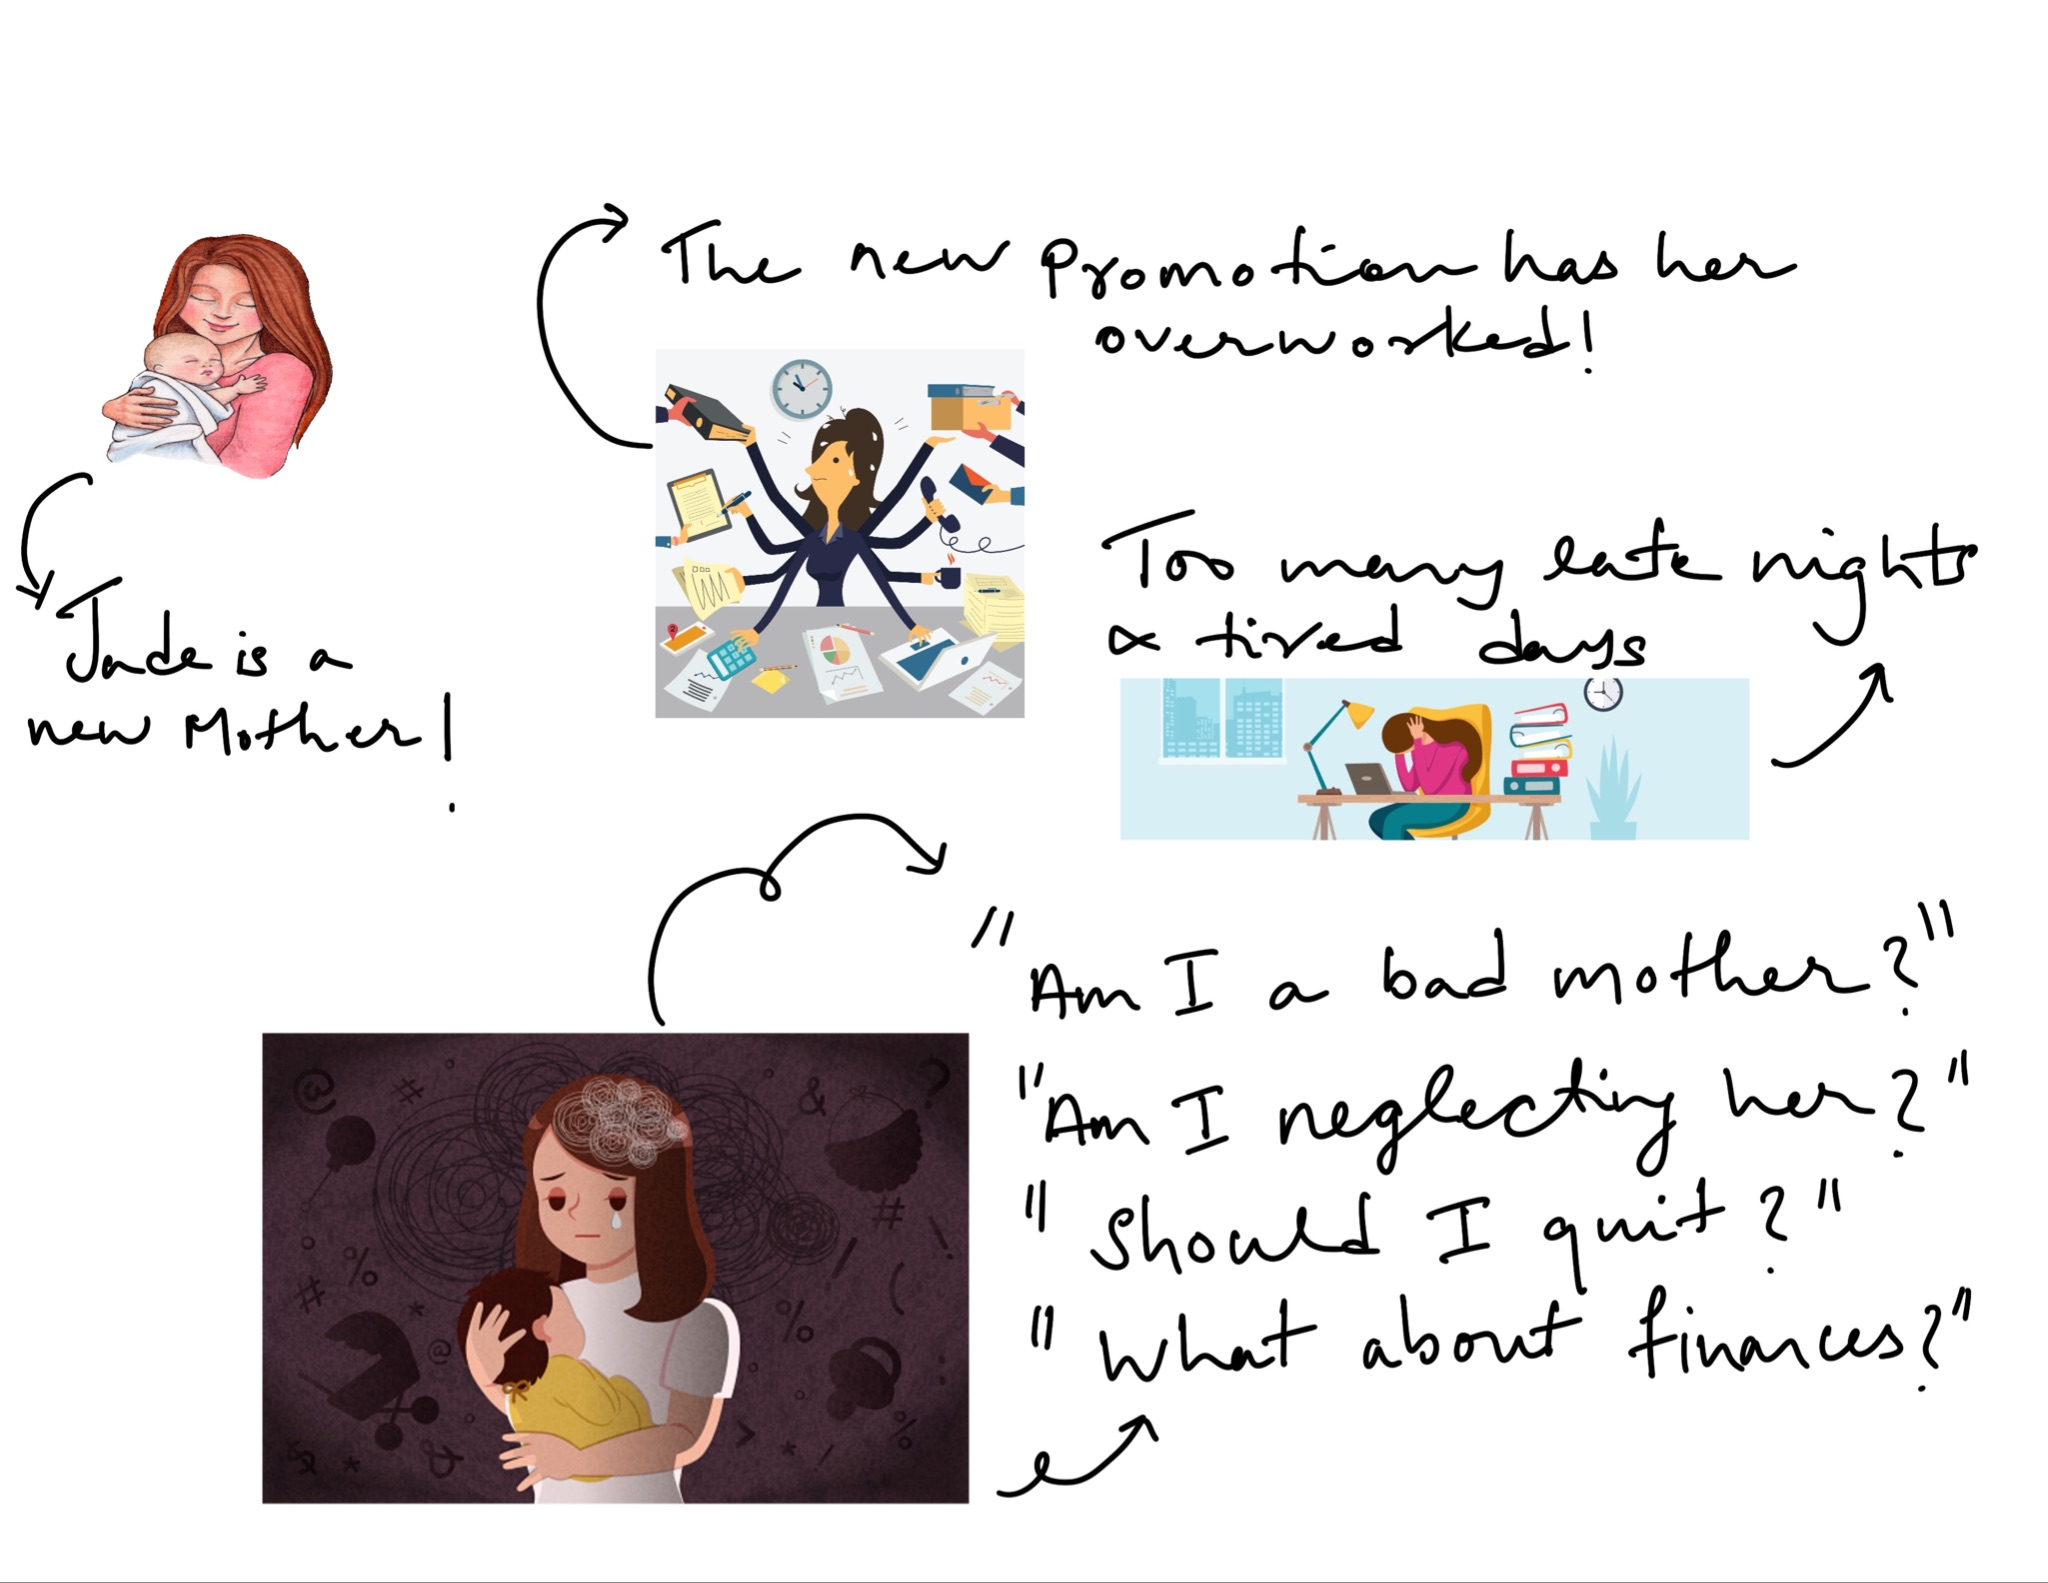 The new Promotion has her
overworked!
Jade is a
new Mother!
Too many late nights
& tired days
"Am I a bad mother?"
"Am I neglecting her?"
"Should I quit?"
"What about finances?"